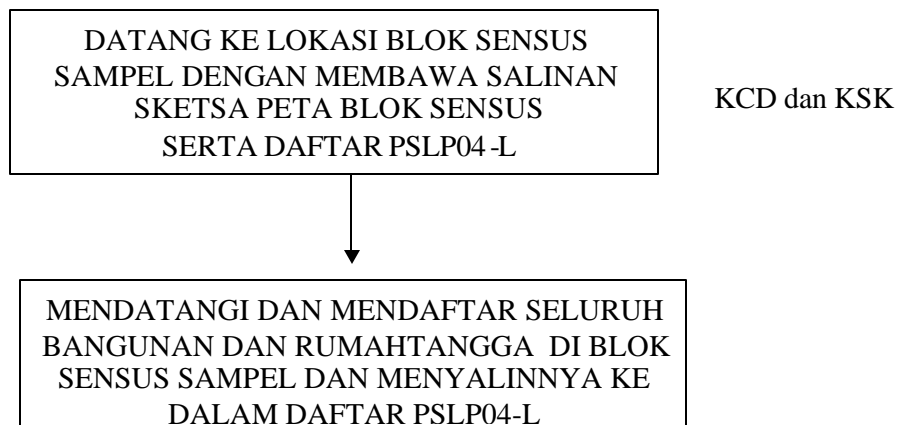 DATANG KE LOKASI BLOK SENSUS
SAMPEL DENGAN MEMBAWA SALINAN
SKETSA PETA BLOK SENSUS
SERTA DAFTAR PSLP04-L
KCD dan KSK
MENDATANGI DAN MENDAFTAR SELURUH
BANGUNAN DAN RUMAHTANGGA DI BLOK
SENSUS SAMPEL DAN MENYALINNYA KE
DALAM DAFTAR PSLP04-L